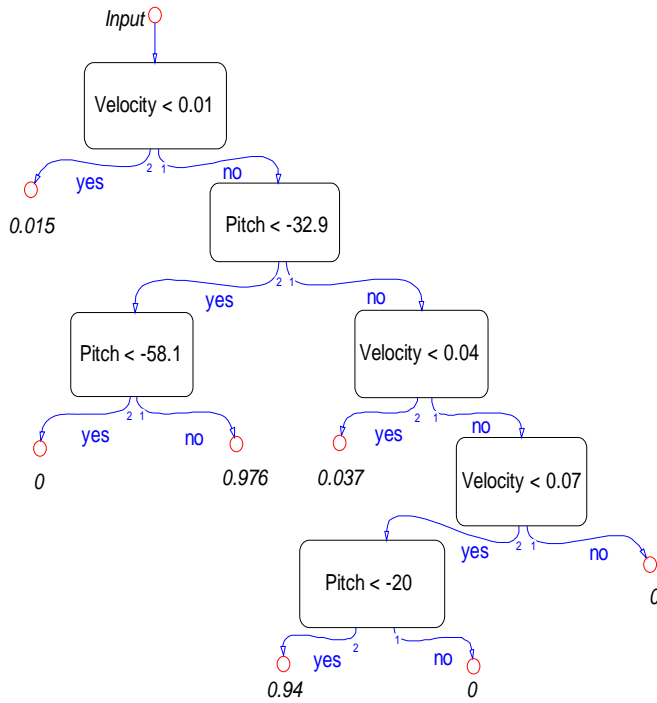 Input
Velocity < 0.01
2 1
yes
no
0.015
Pitch < -32.9
2 1
yes
no
Pitch < -58.1
Velocity < 0.04
2 1
2 1
yes
no
yes
no
0
0.976
0.037
Velocity < 0.07
2 1
yes
no
Pitch < -20
0
2
1
yes
no
0.94
0